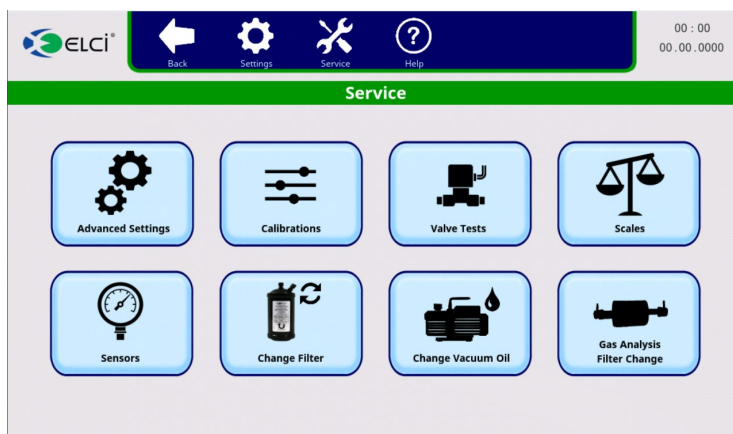 ELCİ®
00 : 00
00.00.0000
Back
Settings
Service
Help
Service
Advanced Settings
Calibrations
Valve Tests
Scales
Sensors
Change Filter
Change Vacuum Oil
Gas Analysis
Filter Change